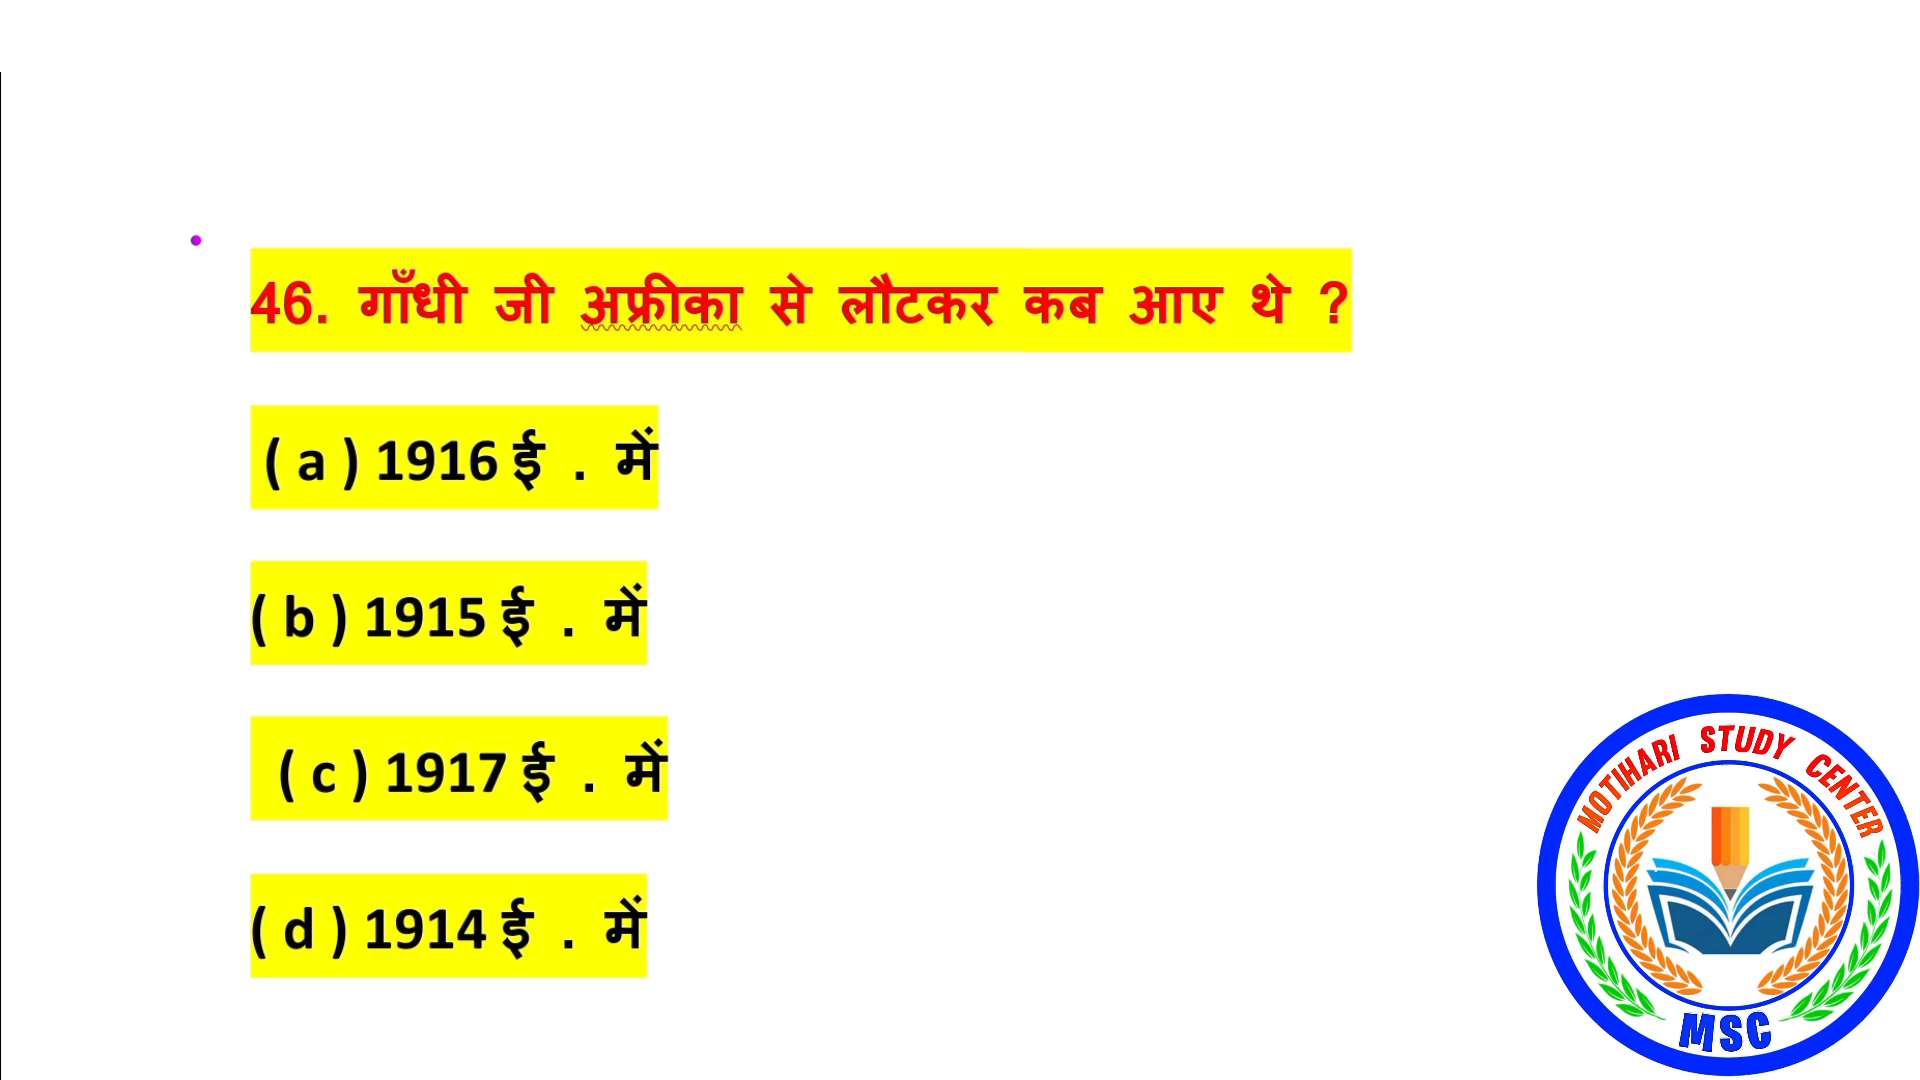 46. गाँधी जी अफ्रीका से लौटकर कब आए थे ?
( a ) 1916 ई . में
( b ) 1915 ई . में
( c ) 1917 ई . में
( d ) 1914 ई . में
MOTIHARI STUDY CENTER
MSC